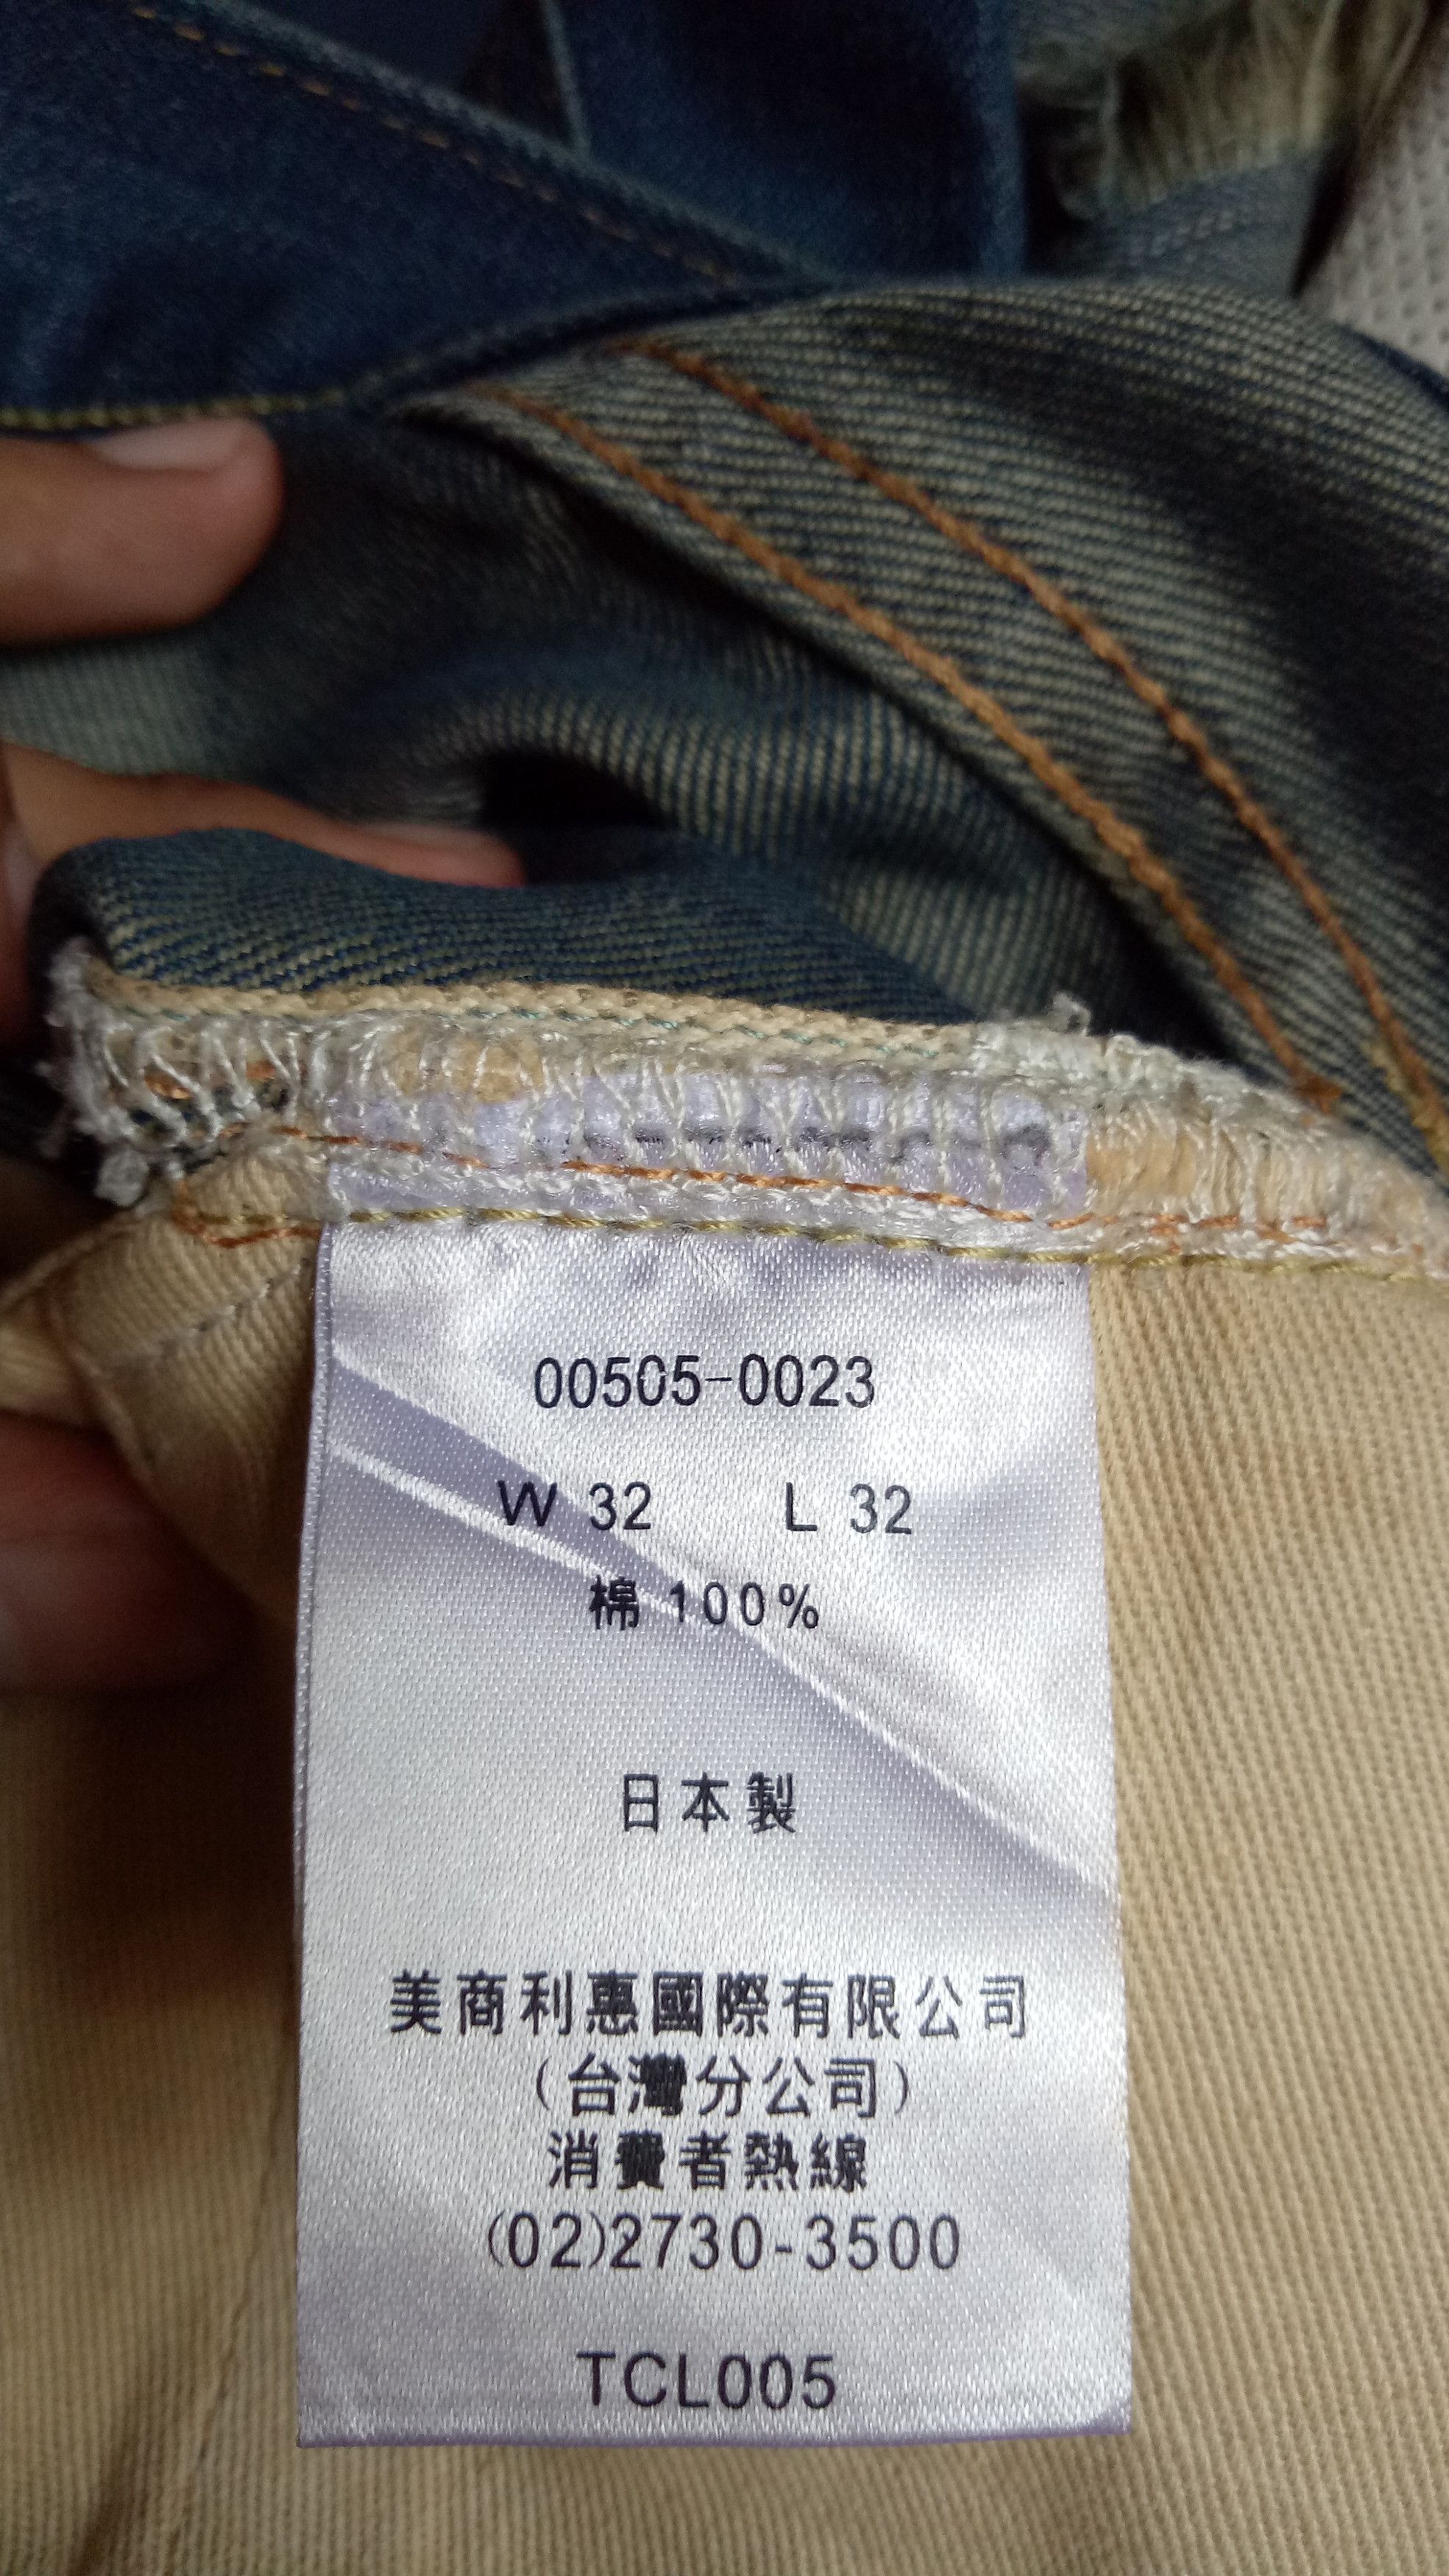 00505-0023
W 32 L 32
棉 100%
日本製
美商利惠國際有限公司
(台灣分公司)
消費者熱線
(02)2730-3500
TCL005